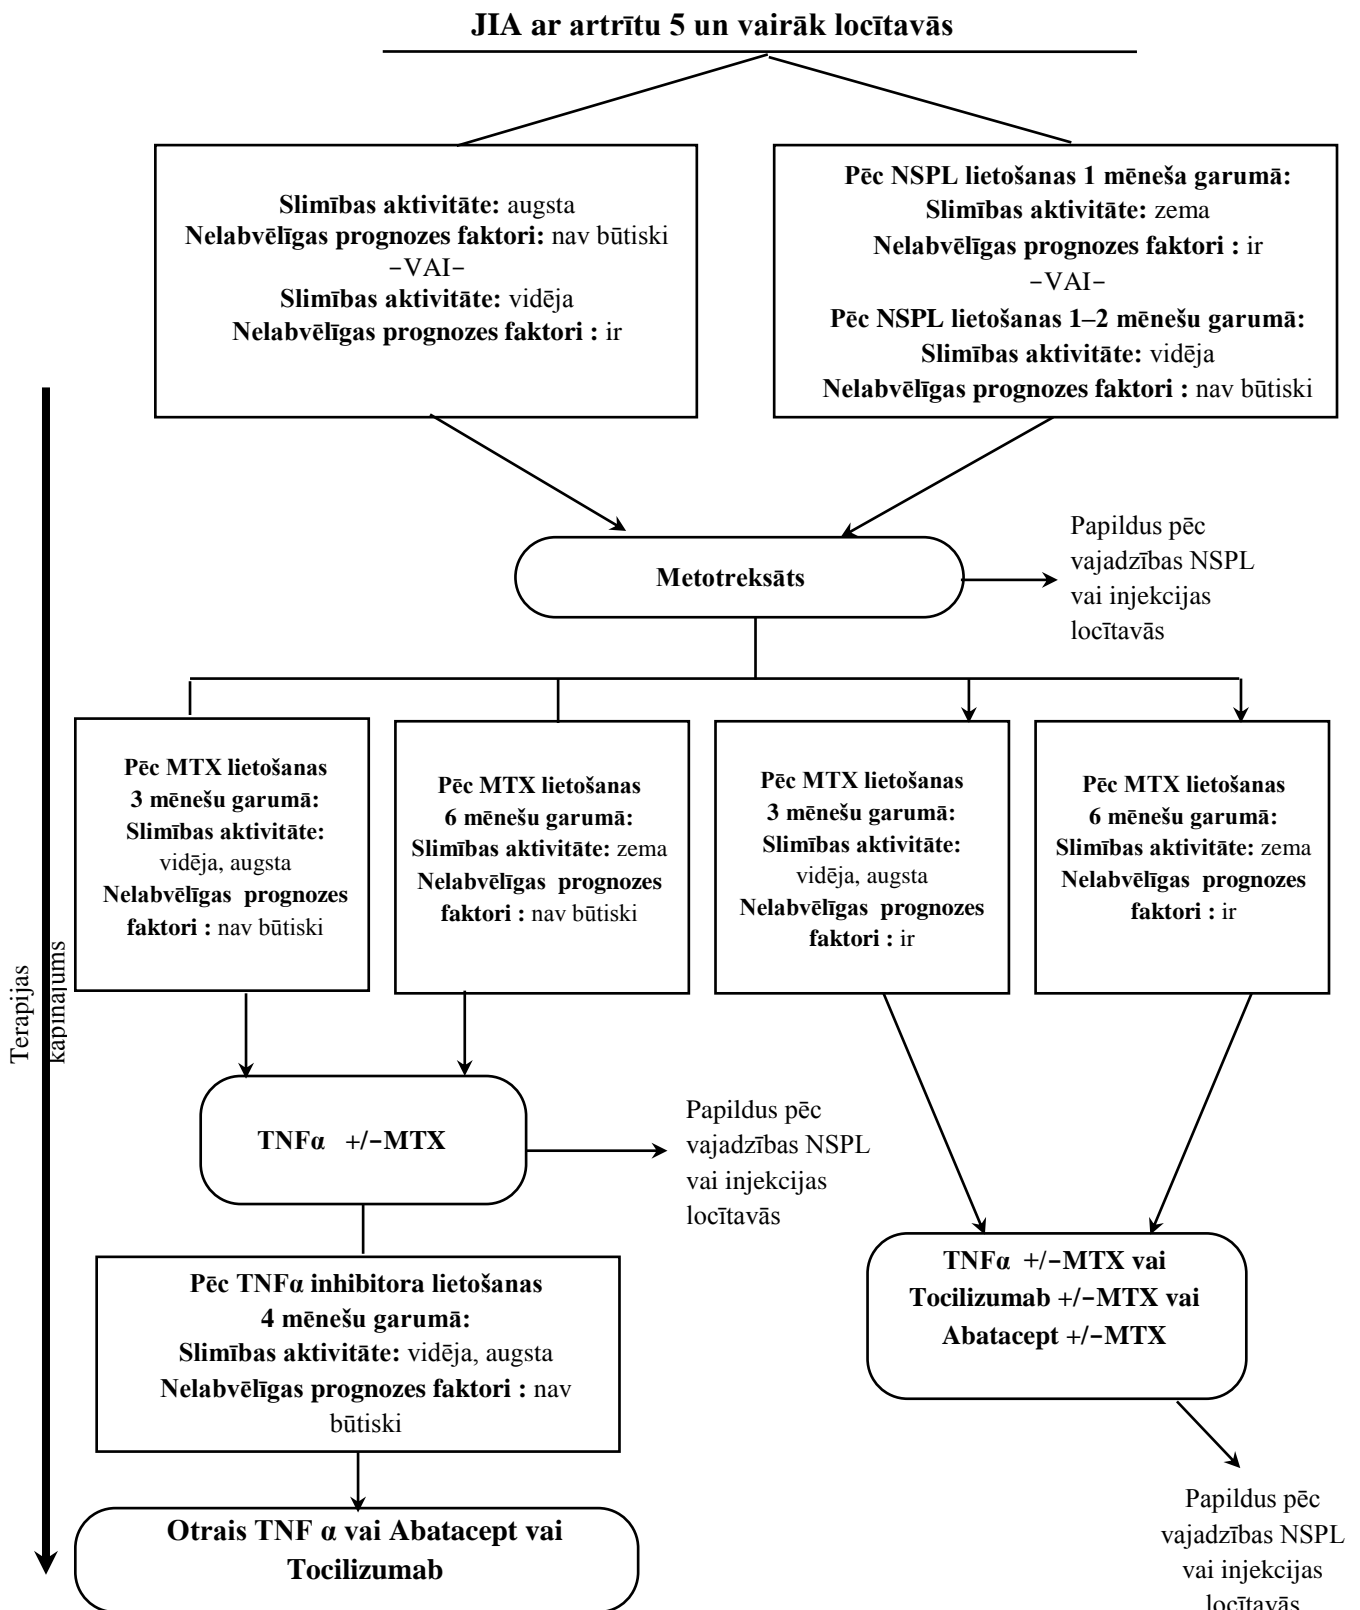 JIA ar artrītu 5 un vairāk locītavās
Slimības aktivitāte: augsta
Nelabvēlīgas prognozes faktori: nav būtiski
–VAI–
Slimības aktivitāte: vidēja
Nelabvēlīgas prognozes faktori : ir
Pēc NSPL lietošanas 1 mēneša garumā:
Slimības aktivitāte: zema
Nelabvēlīgas prognozes faktori : ir
–VAI–
Pēc NSPL lietošanas 1–2 mēnešu garumā:
Slimības aktivitāte: vidēja
Nelabvēlīgas prognozes faktori : nav būtiski
Metotreksāts
Papildus pēc
vajadzības NSPL
vai injekcijas
locītavās
Pēc MTX lietošanas
3 mēnešu garumā:
Slimības aktivitāte:
vidēja, augsta
Nelabvēlīgas prognozes
faktori : nav būtiski
Pēc MTX lietošanas
6 mēnešu garumā:
Slimības aktivitāte: zema
Nelabvēlīgas prognozes
faktori : nav būtiski
Pēc MTX lietošanas
3 mēnešu garumā:
Slimības aktivitāte:
vidēja, augsta
Nelabvēlīgas prognozes
faktori : ir
Pēc MTX lietošanas
6 mēnešu garumā:
Slimības aktivitāte: zema
Nelabvēlīgas prognozes
faktori : ir
Terapijas
kāpinājums
TNFα +/–MTX
Papildus pēc
vajadzības NSPL
vai injekcijas
locītavās
Pēc TNFα inhibitora lietošanas
4 mēnešu garumā:
Slimības aktivitāte: vidēja, augsta
Nelabvēlīgas prognozes faktori : nav
būtiski
Otrais TNF α vai Abatacept vai
Tocilizumab
TNFα +/–MTX vai
Tocilizumab +/–MTX vai
Abatacept +/–MTX
Papildus pēc
vajadzības NSPL
vai injekcijas
locītavās